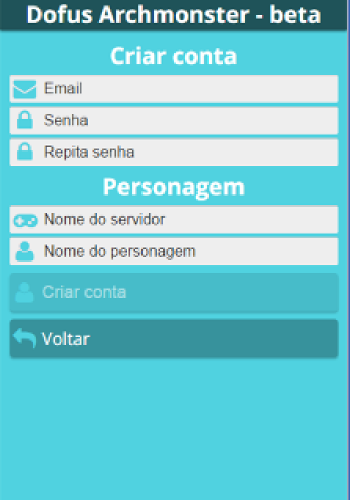 Dofus Archmonster - beta
Criar conta
Email
Senha
Repita senha
Personagem
Nome do servidor
Nome do personagem
Criar conta
Voltar